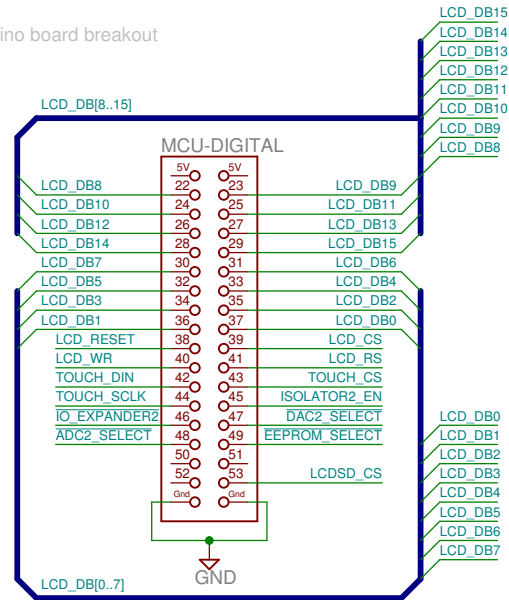 LCD_DB15
LCD_DB14
ino board breakout
LCD_DB13
LCD_DB12
LCD_DB11
LCD_DB[8..15]
LCD_DB10
LCD_DB9
LCD_DB8
MCU-DIGITAL
5V 5V
LCD_DB8 22 23 LCD_DB9
LCD_DB10 24 25 LCD_DB11
LCD_DB12 26 27 LCD_DB13
LCD_DB14 28 29 LCD_DB15
LCD_DB7 30 31 LCD_DB6
LCD_DB5 32 33 LCD_DB4
LCD_DB3 34 35 LCD_DB2
LCD_DB1 36 37 LCD_DB0
LCD_RESET 38 39 LCD_CS
LCD_WR 40 41 LCD_RS
TOUCH_DIN 42 43 TOUCH_CS
TOUCH_SCLK 44 45 ISOLATOR2_EN
IO_EXPANDER2 46 47 DAC2_SELECT
ADC2_SELECT 48 49 EEPROM_SELECT
50 51
52 53 LCDSD_CS
Gnd Gnd
LCD_DB0
LCD_DB1
LCD_DB2
LCD_DB3
LCD_DB4
LCD_DB5
LCD_DB6
LCD_DB7
GND
LCD_DB[0..7]